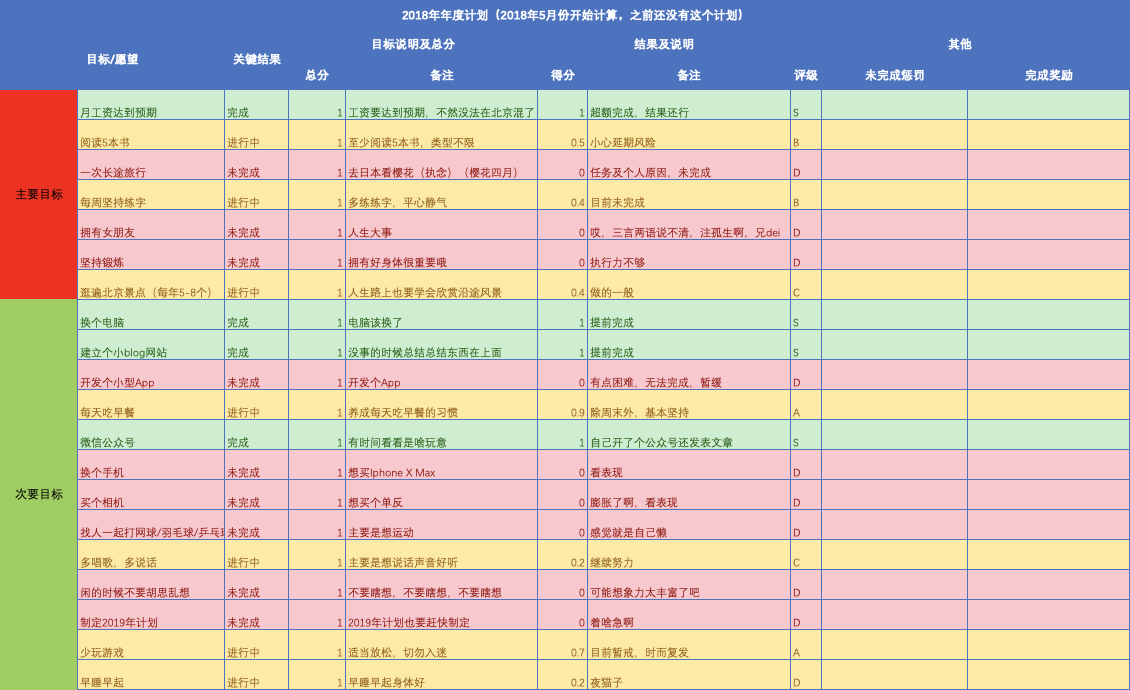 2018年年度计划（2018年5月份开始计算，之前还没有这个计划）
目标/愿望 关键结果 目标说明及总分 结果及说明 其他
总分 备注 得分 备注 评级 未完成惩罚 完成奖励
主要目标
月工资达到预期 完成 1 工资要达到预期，不然没法在北京混了 1 超额完成，结果还行 S
阅读5本书 进行中 1 至少阅读5本书，类型不限 0.5 小心延期风险 B
一次长途旅行 未完成 1 去日本看樱花（执念）（樱花四月） 0 任务及个人原因，未完成 D
每周坚持练字 进行中 1 多练练字，平心静气 0.4 目前未完成 B
拥有女朋友 未完成 1 人生大事 0 哎，三言两语说不清，注孤生啊，兄dei D
坚持锻炼 未完成 1 拥有好身体很重要哦 0 执行力不够 D
逛遍北京景点（每年5-8个） 进行中 1 人生路上也要学会欣赏沿途风景 0.4 做的一般 C
次要目标
换个电脑 完成 1 电脑该换了 1 提前完成 S
建立个小blog网站 完成 1 没事的时候总结总结东西在上面 1 提前完成 S
开发个小型App 未完成 1 开发个App 0 有点困难，无法完成，暂缓 D
每天吃早餐 进行中 1 养成每天吃早餐的习惯 0.9 除周末外，基本坚持 A
微信公众号 完成 1 有时间看看是啥玩意 1 自己开了个公众号还发表文章 S
换个手机 未完成 1 想买Iphone X Max 0 看表现 D
买个相机 未完成 1 想买个单反 0 膨胀了啊，看表现 D
找人一起打网球/羽毛球/乒乓 未完成 1 主要是想运动 0 感觉就是自己懒 D
多唱歌，多说话 进行中 1 主要是想说话声音好听 0.2 继续努力 C
闲的时候不要胡思乱想 未完成 1 不要瞎想，不要瞎想，不要瞎想 0 可能想象力太丰富了吧 D
制定2019年计划 未完成 1 2019年计划也要赶快制定 0 着啥急啊 D
少玩游戏 进行中 1 适当放松，切勿入迷 0.7 目前暂戒，时而复发 A
早睡早起 进行中 1 早睡早起身体好 0.2 夜猫子 D